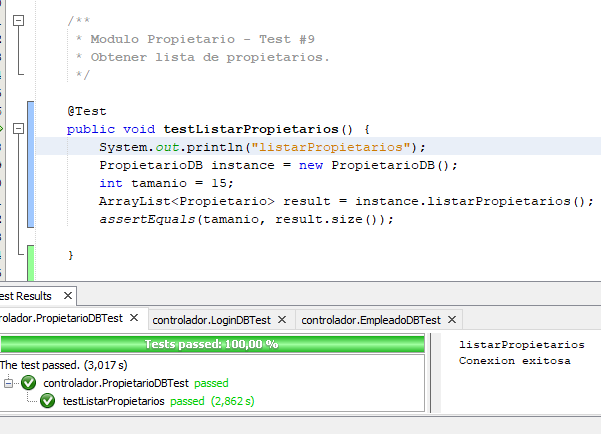 /**
* Modulo Propietario - Test #9
* Obtener lista de propietarios.
*/
@Test
public void testListarPropietarios() {
System.out.println("listarPropietarios");
PropietarioDB instance = new PropietarioDB();
int tamanio = 15;
ArrayList<Propietario> result = instance.listarPropietarios();
assertEquals(tamanio, result.size());
}
est Results
ntrolador.PropietarioDBTest
controlador.LoginDBTest
controlador.EmpleadoDBTest
Tests passed: 100,00 %
The test passed. (3,017 s)
controlador.PropietarioDBTest passed
testListarPropietarios passed (2,862 s)
listarPropietarios
Conexion exitosa